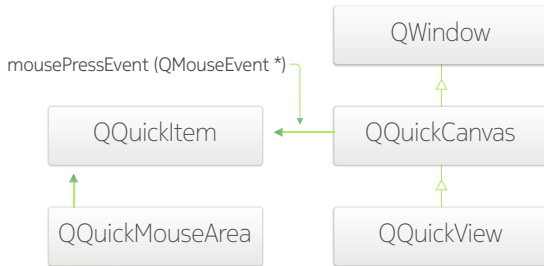 QWindow
mousePressEvent (QMouseEvent *)
QQuickItem
QQuickCanvas
QQuickMouseArea
QQuickView